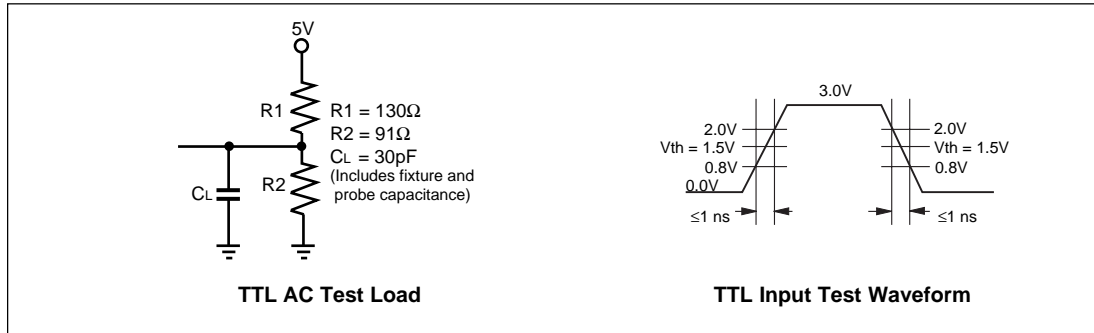 5V
R1
R1 = 130Ω
R2 = 91Ω
CL = 30pF
(Includes fixture and
probe capacitance)
R2
CL
TTL AC Test Load
3.0V
2.0V
Vth = 1.5V
0.8V
0.0V
≤1 ns
2.0V
Vth = 1.5V
0.8V
≤1 ns
TTL Input Test Waveform